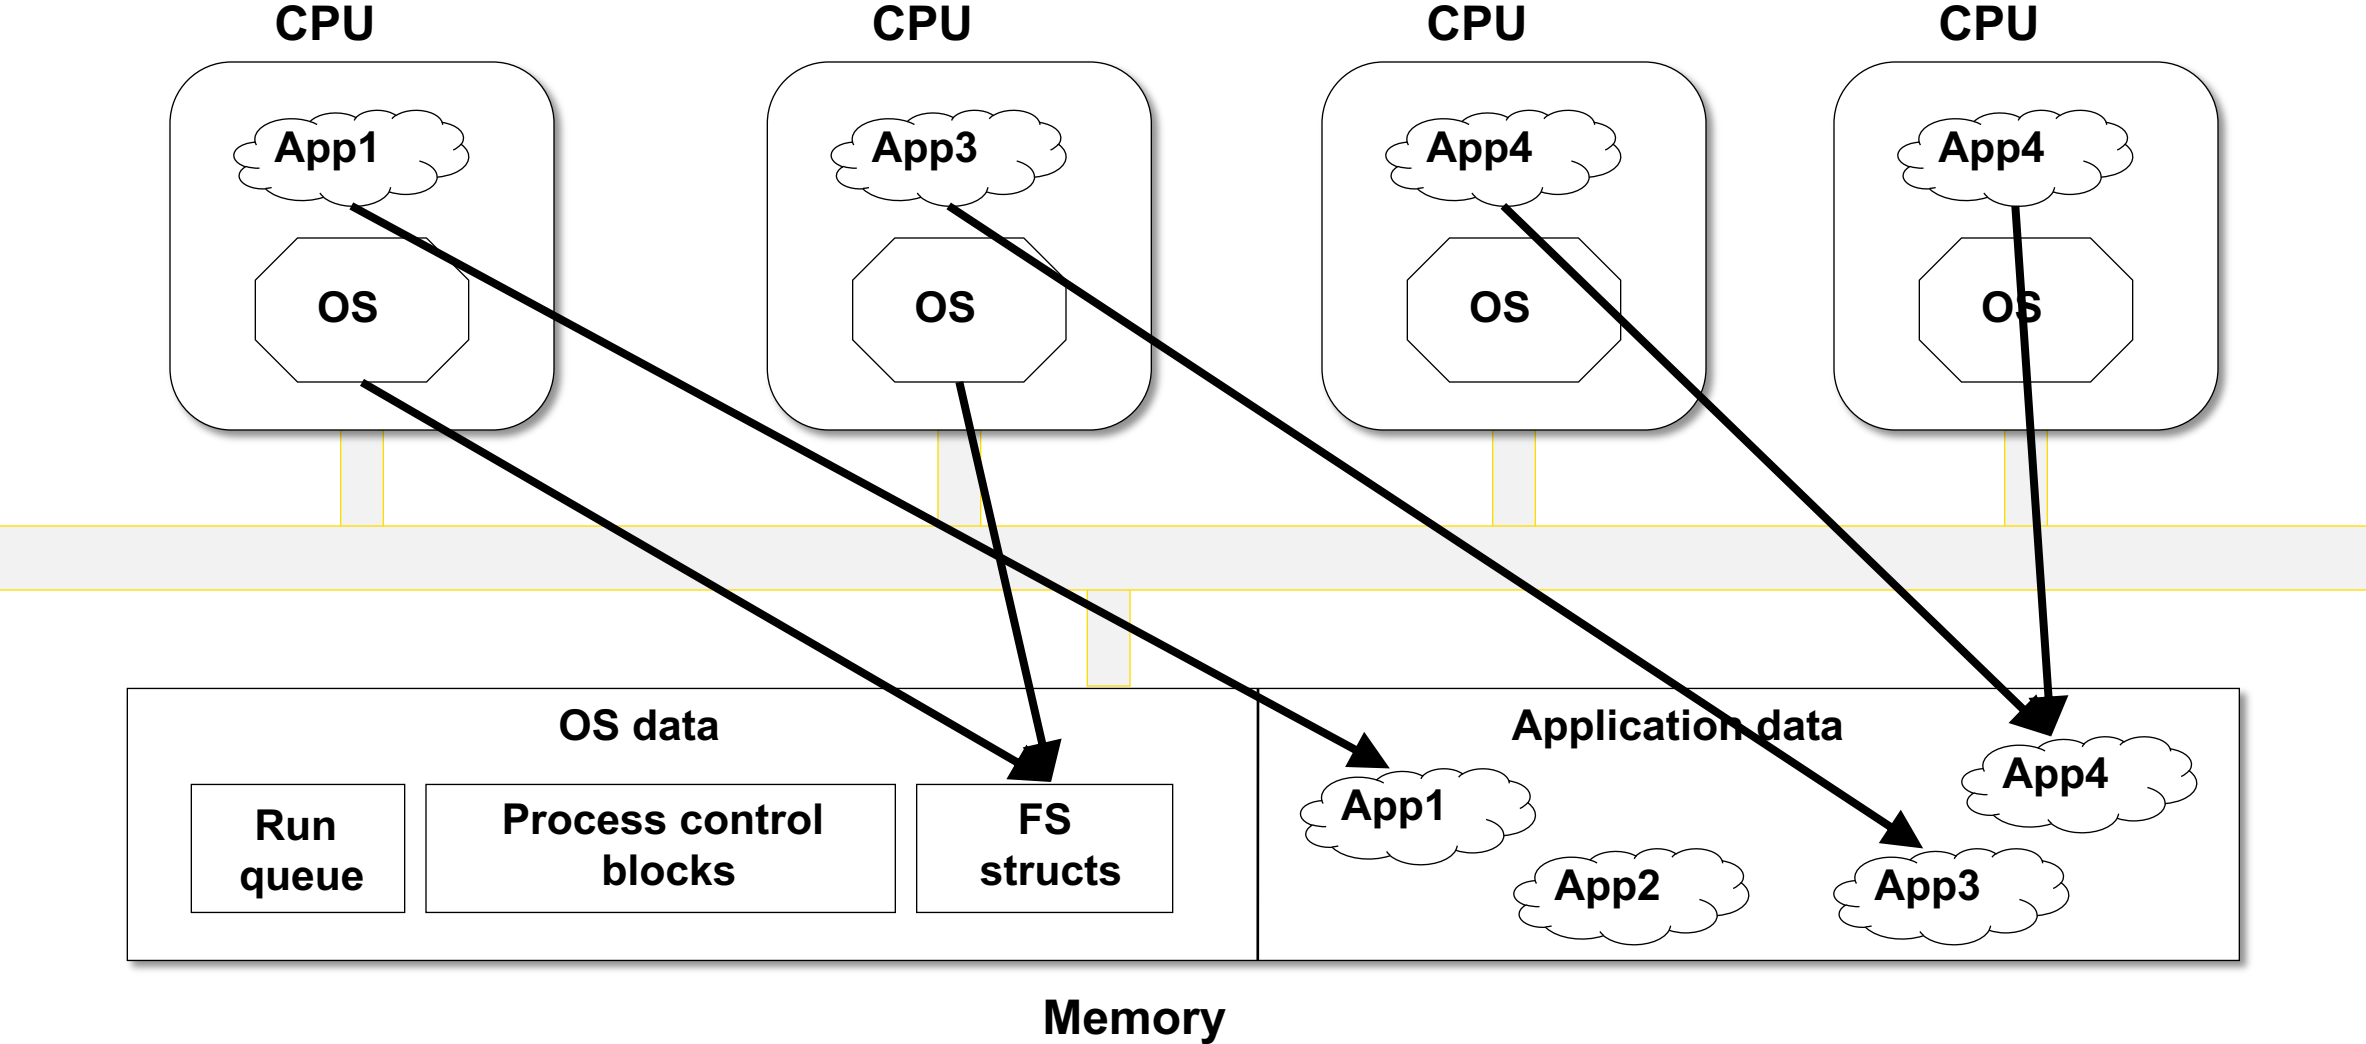 CPU
CPU
CPU
CPU
App1
App3
App4
App4
OS
OS
OS
OS
OS data
Application data
Run
queue
Process control
blocks
FS
structs
App1
App2
App3
App4
Memory